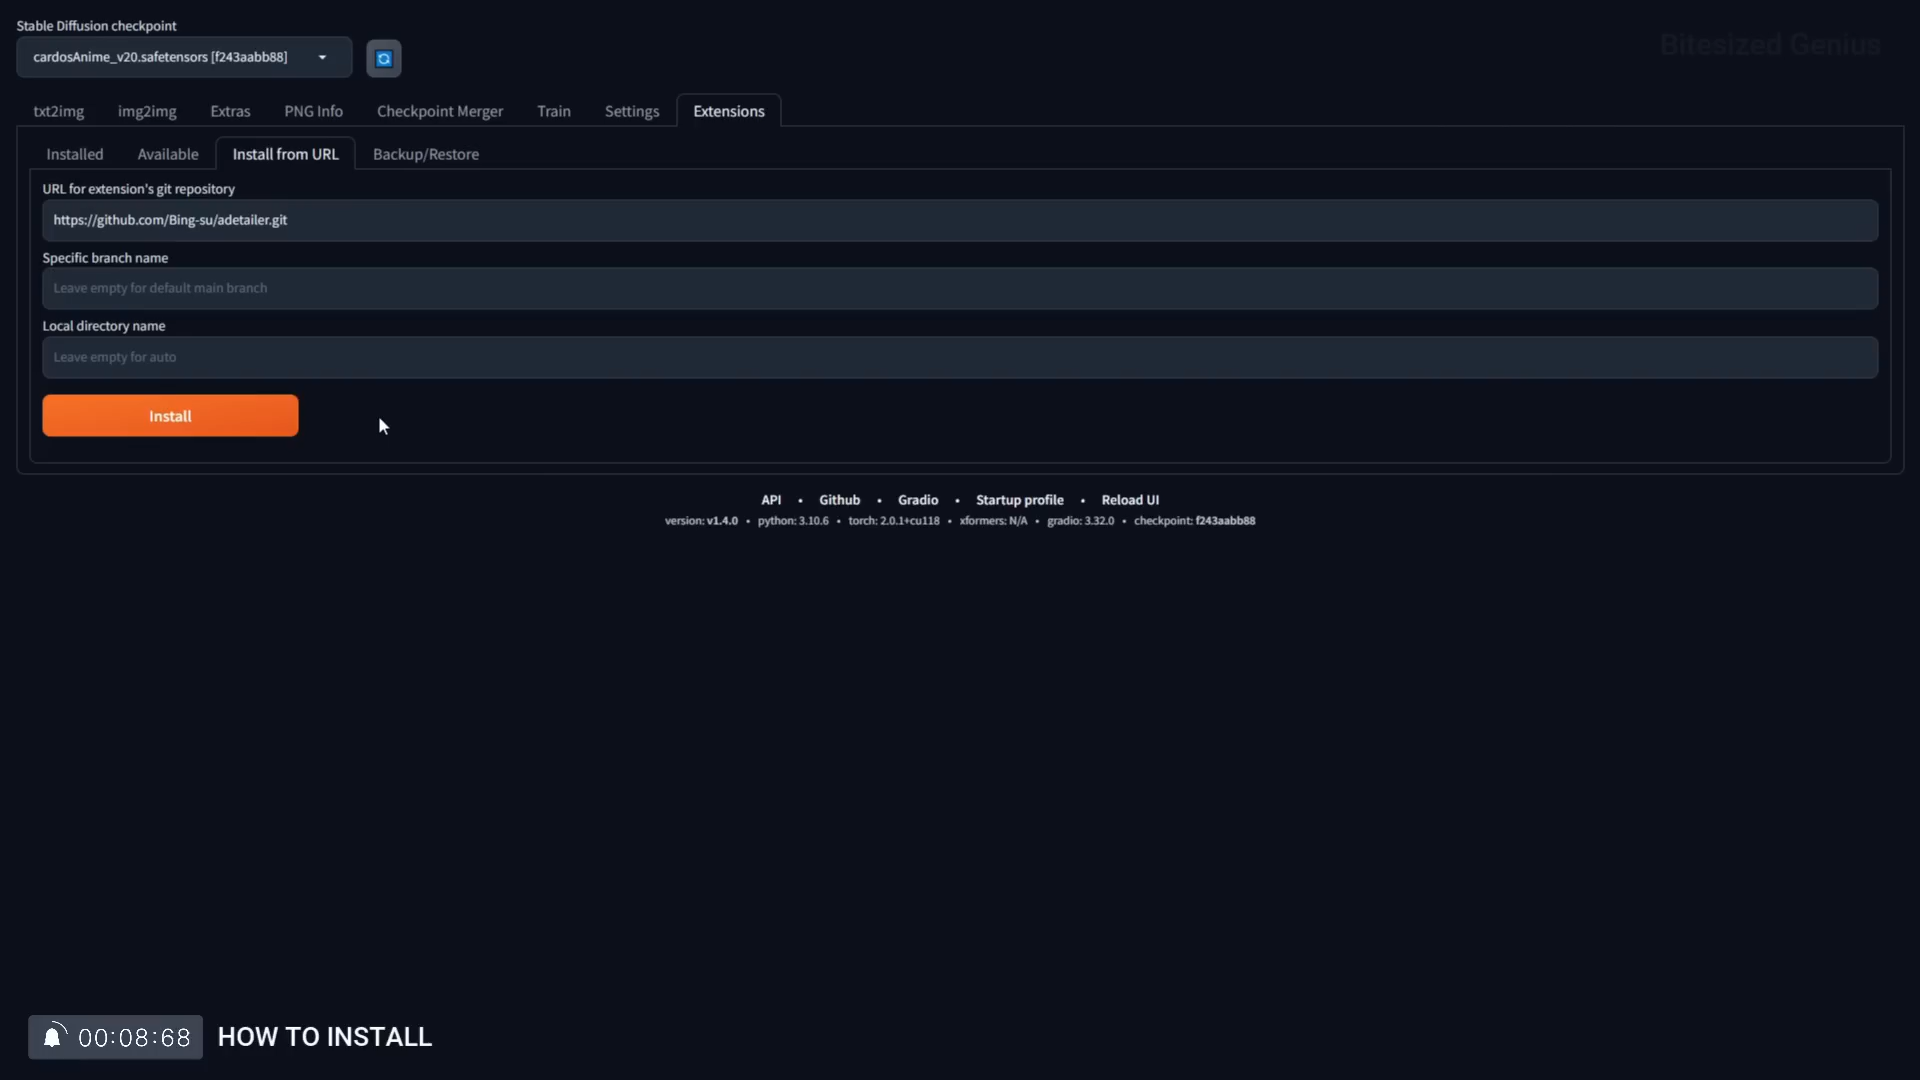 Stable Diffusion checkpoint
Bitesized Genius
cardosAnime_v20.safetensors [f243aabb88]
txt2img img2img Extras PNG Info Checkpoint Merger Train Settings Extensions
Installed Available Install from URL Backup/Restore
URL for extension's git repository
https://github.com/Bing-su/adetailer.git
Specific branch name
Leave empty for default main branch
Local directory name
Leave empty for auto
Install
API • Github • Gradio • Startup profile • Reload UI
version: v1.4.0 • python: 3.10.6 • torch: 2.0.1+cu118 • xformers: N/A • gradio: 3.32.0 • checkpoint: f243aabb88
00:08:68 HOW TO INSTALL